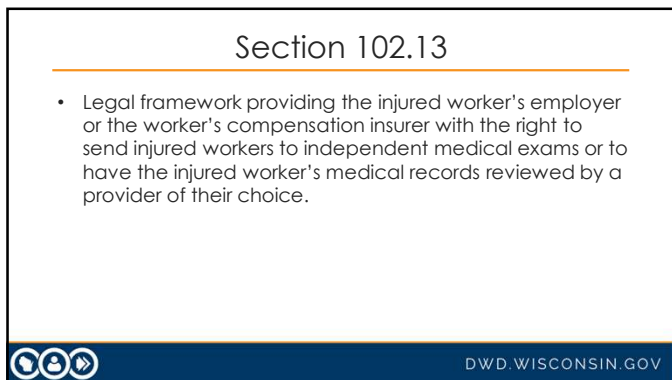 Section 102.13
• Legal framework providing the injured worker's employer
or the worker's compensation insurer with the right to
send injured workers to independent medical exams or to
have the injured worker's medical records reviewed by a
provider of their choice.
DWD.WISCONSIN.GOV